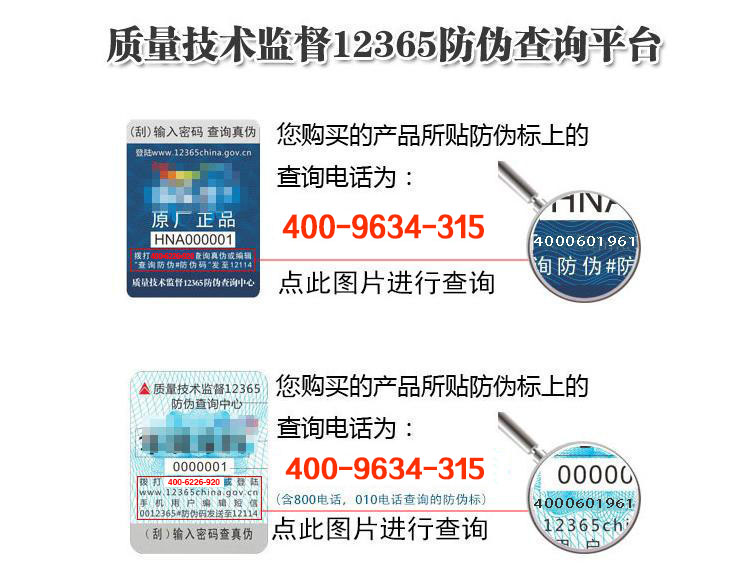 质量技术监督12365防伪查询平台
(刮)输入密码 查询真伪
登陆www.12365china.gov.cn
原厂正品
HNA000001
拨打 查询真伪或编辑
"查询防伪#防伪码"发至12114
质量技术监督12365防伪查询中心
您购买的产品所贴防伪标上的
查询电话为：
400-9634-315
点此图片进行查询
HNA
4000601961
询防伪#防
质量技术监督12365
防伪查询中心
0000001
拨打 400-6226-920 或登陆
www.12365china.gov.cn
手机用户编辑短信
0012365#防伪码发送至12114
(刮)输入密码查真伪
您购买的产品所贴防伪标上的
查询电话为：
400-9634-315
(含800电话，010电话查询的防伪标)
点此图片进行查询
00000
4000601961
12365chi